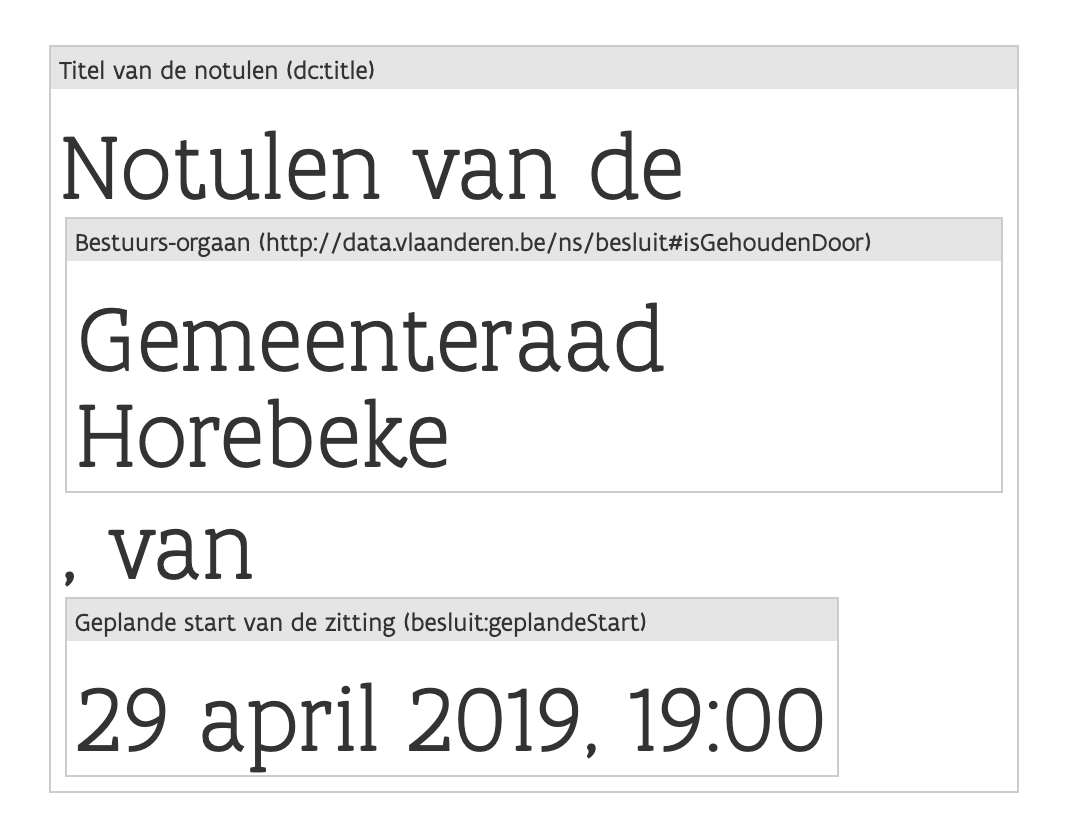 Titel van de notulen (dc:title)
Notulen van de
Bestuurs-orgaan (http://data.vlaanderen.be/ns/besluit#isGehoudenDoor)
Gemeenteraad
Horebeke
, van
Geplande start van de zitting (besluit:geplandeStart)
29 april 2019, 19:00